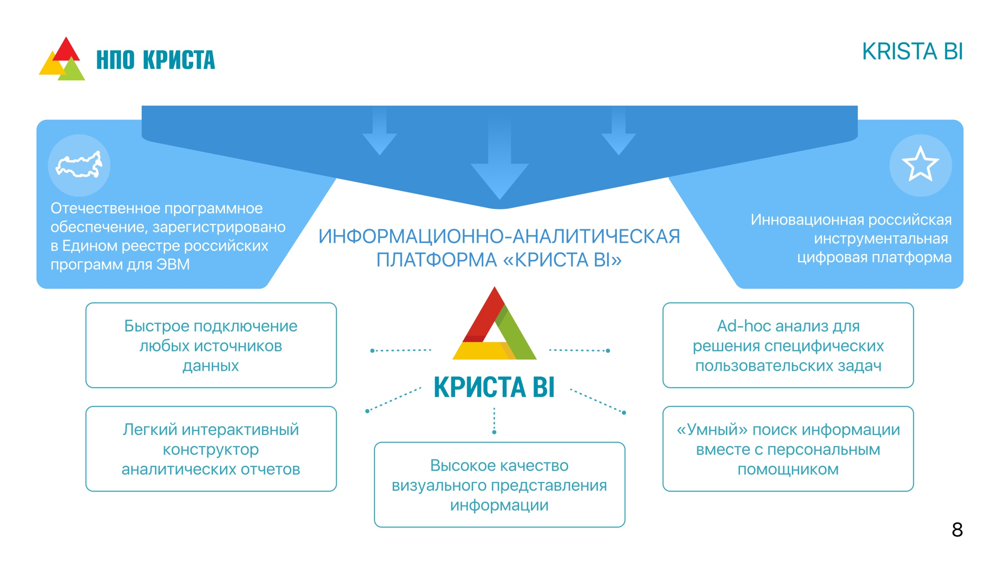 НПО КРИСТА
KRISTA BI
Отечественное программное
обеспечение, зарегистрировано
в Едином реестре российских
программ для ЭВМ
ИНФОРМАЦИОННО-АНАЛИТИЧЕСКАЯ
ПЛАТФОРМА «КРИСТА BI»
Инновационная российская
инструментальная
цифровая платформа
Быстрое подключение
любых источников
данных
Легкий интерактивный
конструктор
аналитических отчетов
КРИСТА BI
Высокое качество
визуального представления
информации
Ad-hoc анализ для
решения специфических
пользовательских задач
«Умный» поиск информации
вместе с персональным
помощником
8